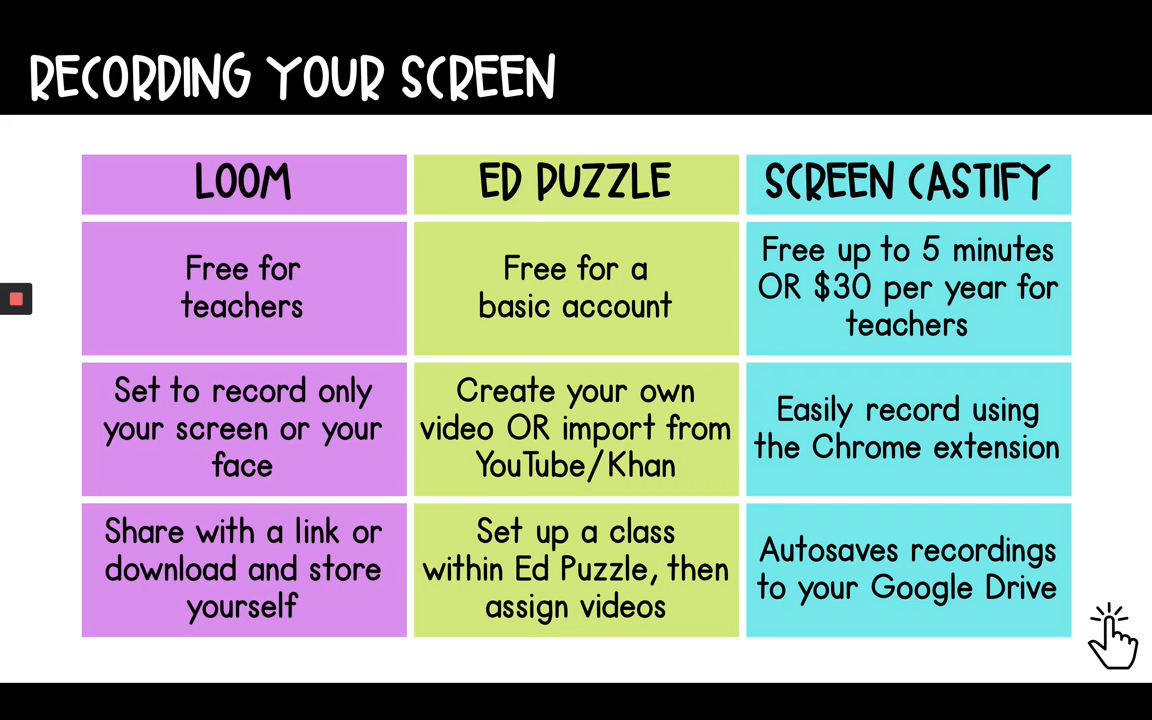 RECORDING YOUR SCREEN
LOOM
Free for
teachers
Set to record only
your screen or your
face
Share with a link or
download and store
yourself
ED PUZZLE
Free for a
basic account
Create your own
video OR import from
YouTube/Khan
Set up a class
within Ed Puzzle, then
assign videos
SCREEN CASTIFY
Free up to 5 minutes
OR $30 per year for
teachers
Easily record using
the Chrome extension
Autosaves recordings
to your Google Drive